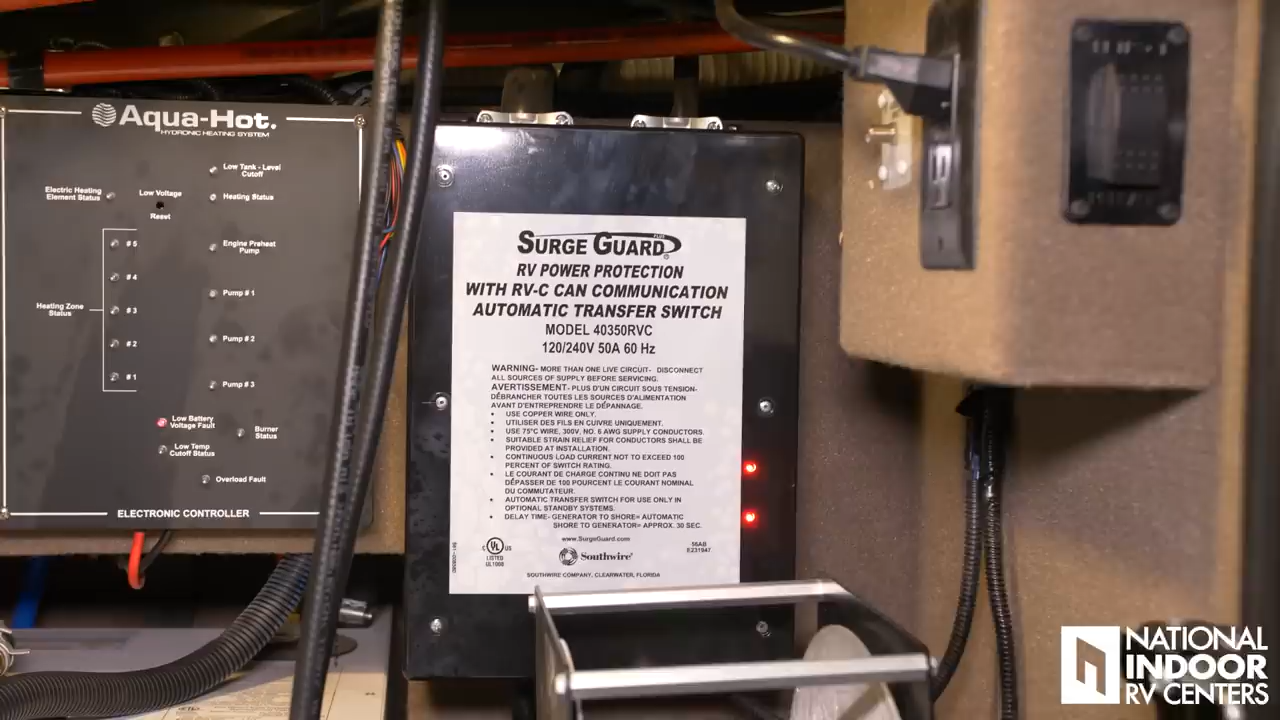 Aqua-Hot.
HYDRONIC HEATING SYSTEM
Low Tank - Level
Cutoff
Electric Heating
Element Status
Low Voltage
Reset
Heating Status
# 5
Engine Preheat
Pump
# 4
Pump # 1
Heating Zone
Status
# 3
# 2
Pump # 2
# 1
Pump # 3
Low Battery
Voltage Fault
Burner
Status
Low Temp
Cutoff Status
Overload Fault
ELECTRONIC CONTROLLER
SURGE GUARD PLUS
RV POWER PROTECTION
WITH RV-C CAN COMMUNICATION
AUTOMATIC TRANSFER SWITCH
MODEL 40350RVC
120/240V 50A 60 Hz
WARNING- MORE THAN ONE LIVE CIRCUIT- DISCONNECT
ALL SOURCES OF SUPPLY BEFORE SERVICING.
AVERTISSEMENT- PLUS D'UN CIRCUIT SOUS TENSION-
DÉBRANCHER TOUTES LES SOURCES D'ALIMENTATION
AVANT D'ENTREPRENDRE LE DÉPANNAGE.
• USE COPPER WIRE ONLY.
• UTILISER DES FILS EN CUIVRE UNIQUEMENT.
• USE 75°C WIRE, 300V, NO. 6 AWG SUPPLY CONDUCTORS.
• SUITABLE STRAIN RELIEF FOR CONDUCTORS SHALL BE
PROVIDED AT INSTALLATION.
• CONTINUOUS LOAD CURRENT NOT TO EXCEED 100
PERCENT OF SWITCH RATING.
• LE COURANT DE CHARGE CONTINU NE DOIT PAS
DÉPASSER DE 100 POURCENT LE COURANT NOMINAL
DU COMMUTATEUR.
• AUTOMATIC TRANSFER SWITCH FOR USE ONLY IN
OPTIONAL STANDBY SYSTEMS.
• DELAY TIME- GENERATOR TO SHORE= AUTOMATIC
SHORE TO GENERATOR= APPROX. 30 SEC.
www.SurgeGuard.com
C UL US
LISTED
UL1008
Southwire
56AB
E231947
SOUTHWIRE COMPANY, CLEARWATER, FLORIDA
NATIONAL
INDOOR
RV CENTERS